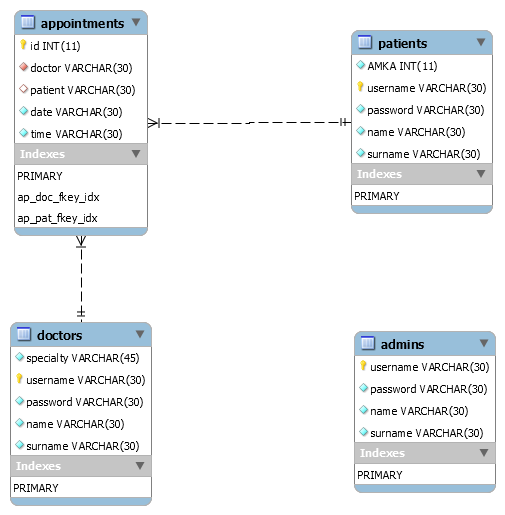 appointments
id INT(11)
doctor VARCHAR(30)
patient VARCHAR(30)
date VARCHAR(30)
time VARCHAR(30)
Indexes
PRIMARY
ap_doc_fkey_idx
ap_pat_fkey_idx
patients
AMKA INT(11)
username VARCHAR(30)
password VARCHAR(30)
name VARCHAR(30)
surname VARCHAR(30)
Indexes
PRIMARY
doctors
specialty VARCHAR(45)
username VARCHAR(30)
password VARCHAR(30)
name VARCHAR(30)
surname VARCHAR(30)
Indexes
PRIMARY
admins
username VARCHAR(30)
password VARCHAR(30)
name VARCHAR(30)
surname VARCHAR(30)
Indexes
PRIMARY